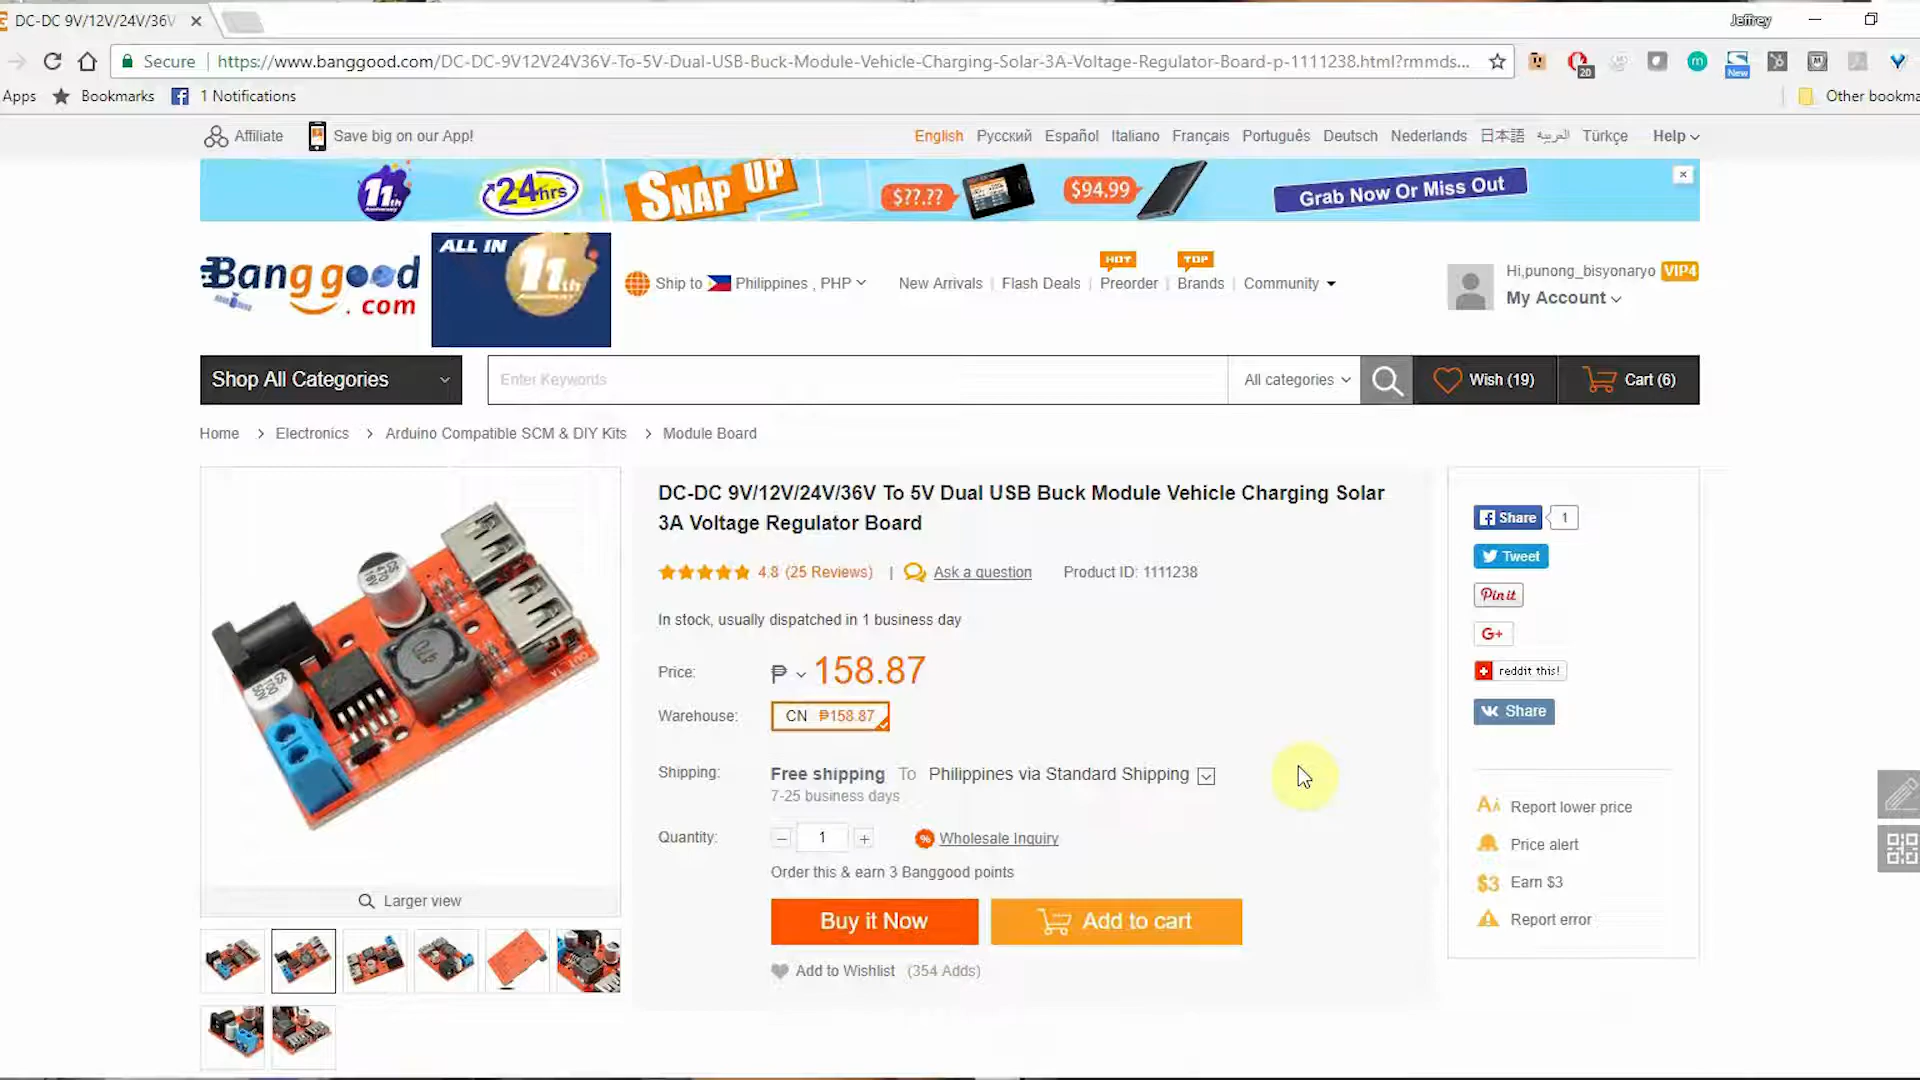 DC-DC 9V/12V/24V/36V
Jeffrey
Secure
https://www.banggood.com/DC-DC-9V12V24V36V-To-5V-Dual-USB-Buck-Module-Vehicle-Charging-Solar-3A-Voltage-Regulator-Board-p-1111238.html?rmmds...
20
New
Apps
Bookmarks
1 Notifications
Other bookma
Affiliate
Save big on our App!
English
Русский
Español
Italiano
Français
Português
Deutsch
Nederlands
日本語
العربية
Türkçe
Help
11th
Anniversary
24hrs
SNAP UP
$??.??
$94.99
Grab Now Or Miss Out
Banggood
.com
ALL IN
11th
Ship to
Philippines , PHP
New Arrivals
Flash Deals
HOT
Preorder
TOP
Brands
Community
Hi,punong_bisyonaryo VIP4
My Account
Shop All Categories
Enter Keywords
All categories
Wish (19)
Cart (6)
Home > Electronics > Arduino Compatible SCM & DIY Kits > Module Board
DC-DC 9V/12V/24V/36V To 5V Dual USB Buck Module Vehicle Charging Solar
3A Voltage Regulator Board
4.8 (25 Reviews) | Ask a question Product ID: 1111238
In stock, usually dispatched in 1 business day
Price: ₱ 158.87
Warehouse: CN ₱158.87
Shipping: Free shipping To Philippines via Standard Shipping
7-25 business days
Quantity: − 1 + Wholesale Inquiry
Order this & earn 3 Banggood points
Buy it Now
Add to cart
Add to Wishlist (354 Adds)
Larger view
Share 1
Tweet
Pin it
G+
reddit this!
Share
Report lower price
Price alert
$3 Earn $3
Report error
470